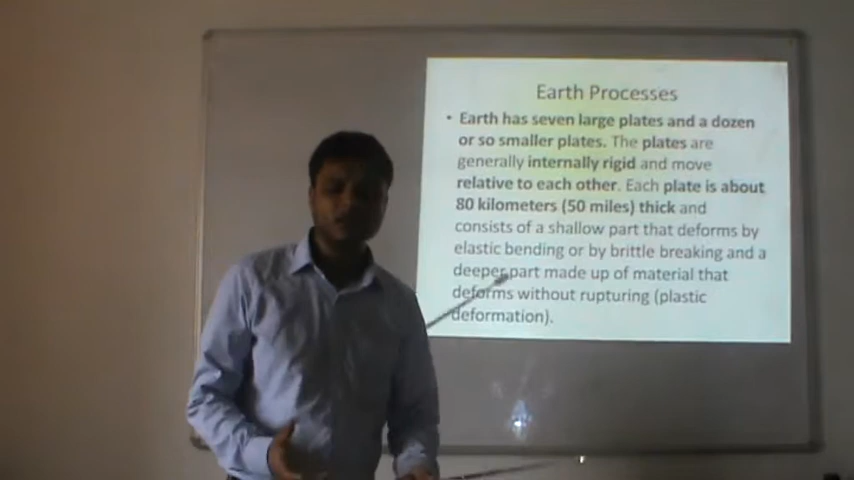 Earth Processes
• Earth has seven large plates and a dozen
or so smaller plates. The plates are
generally internally rigid and move
relative to each other. Each plate is about
80 kilometers (50 miles) thick and
consists of a shallow part that deforms by
elastic bending or by brittle breaking and a
deeper part made up of material that
deforms without rupturing (plastic
deformation).